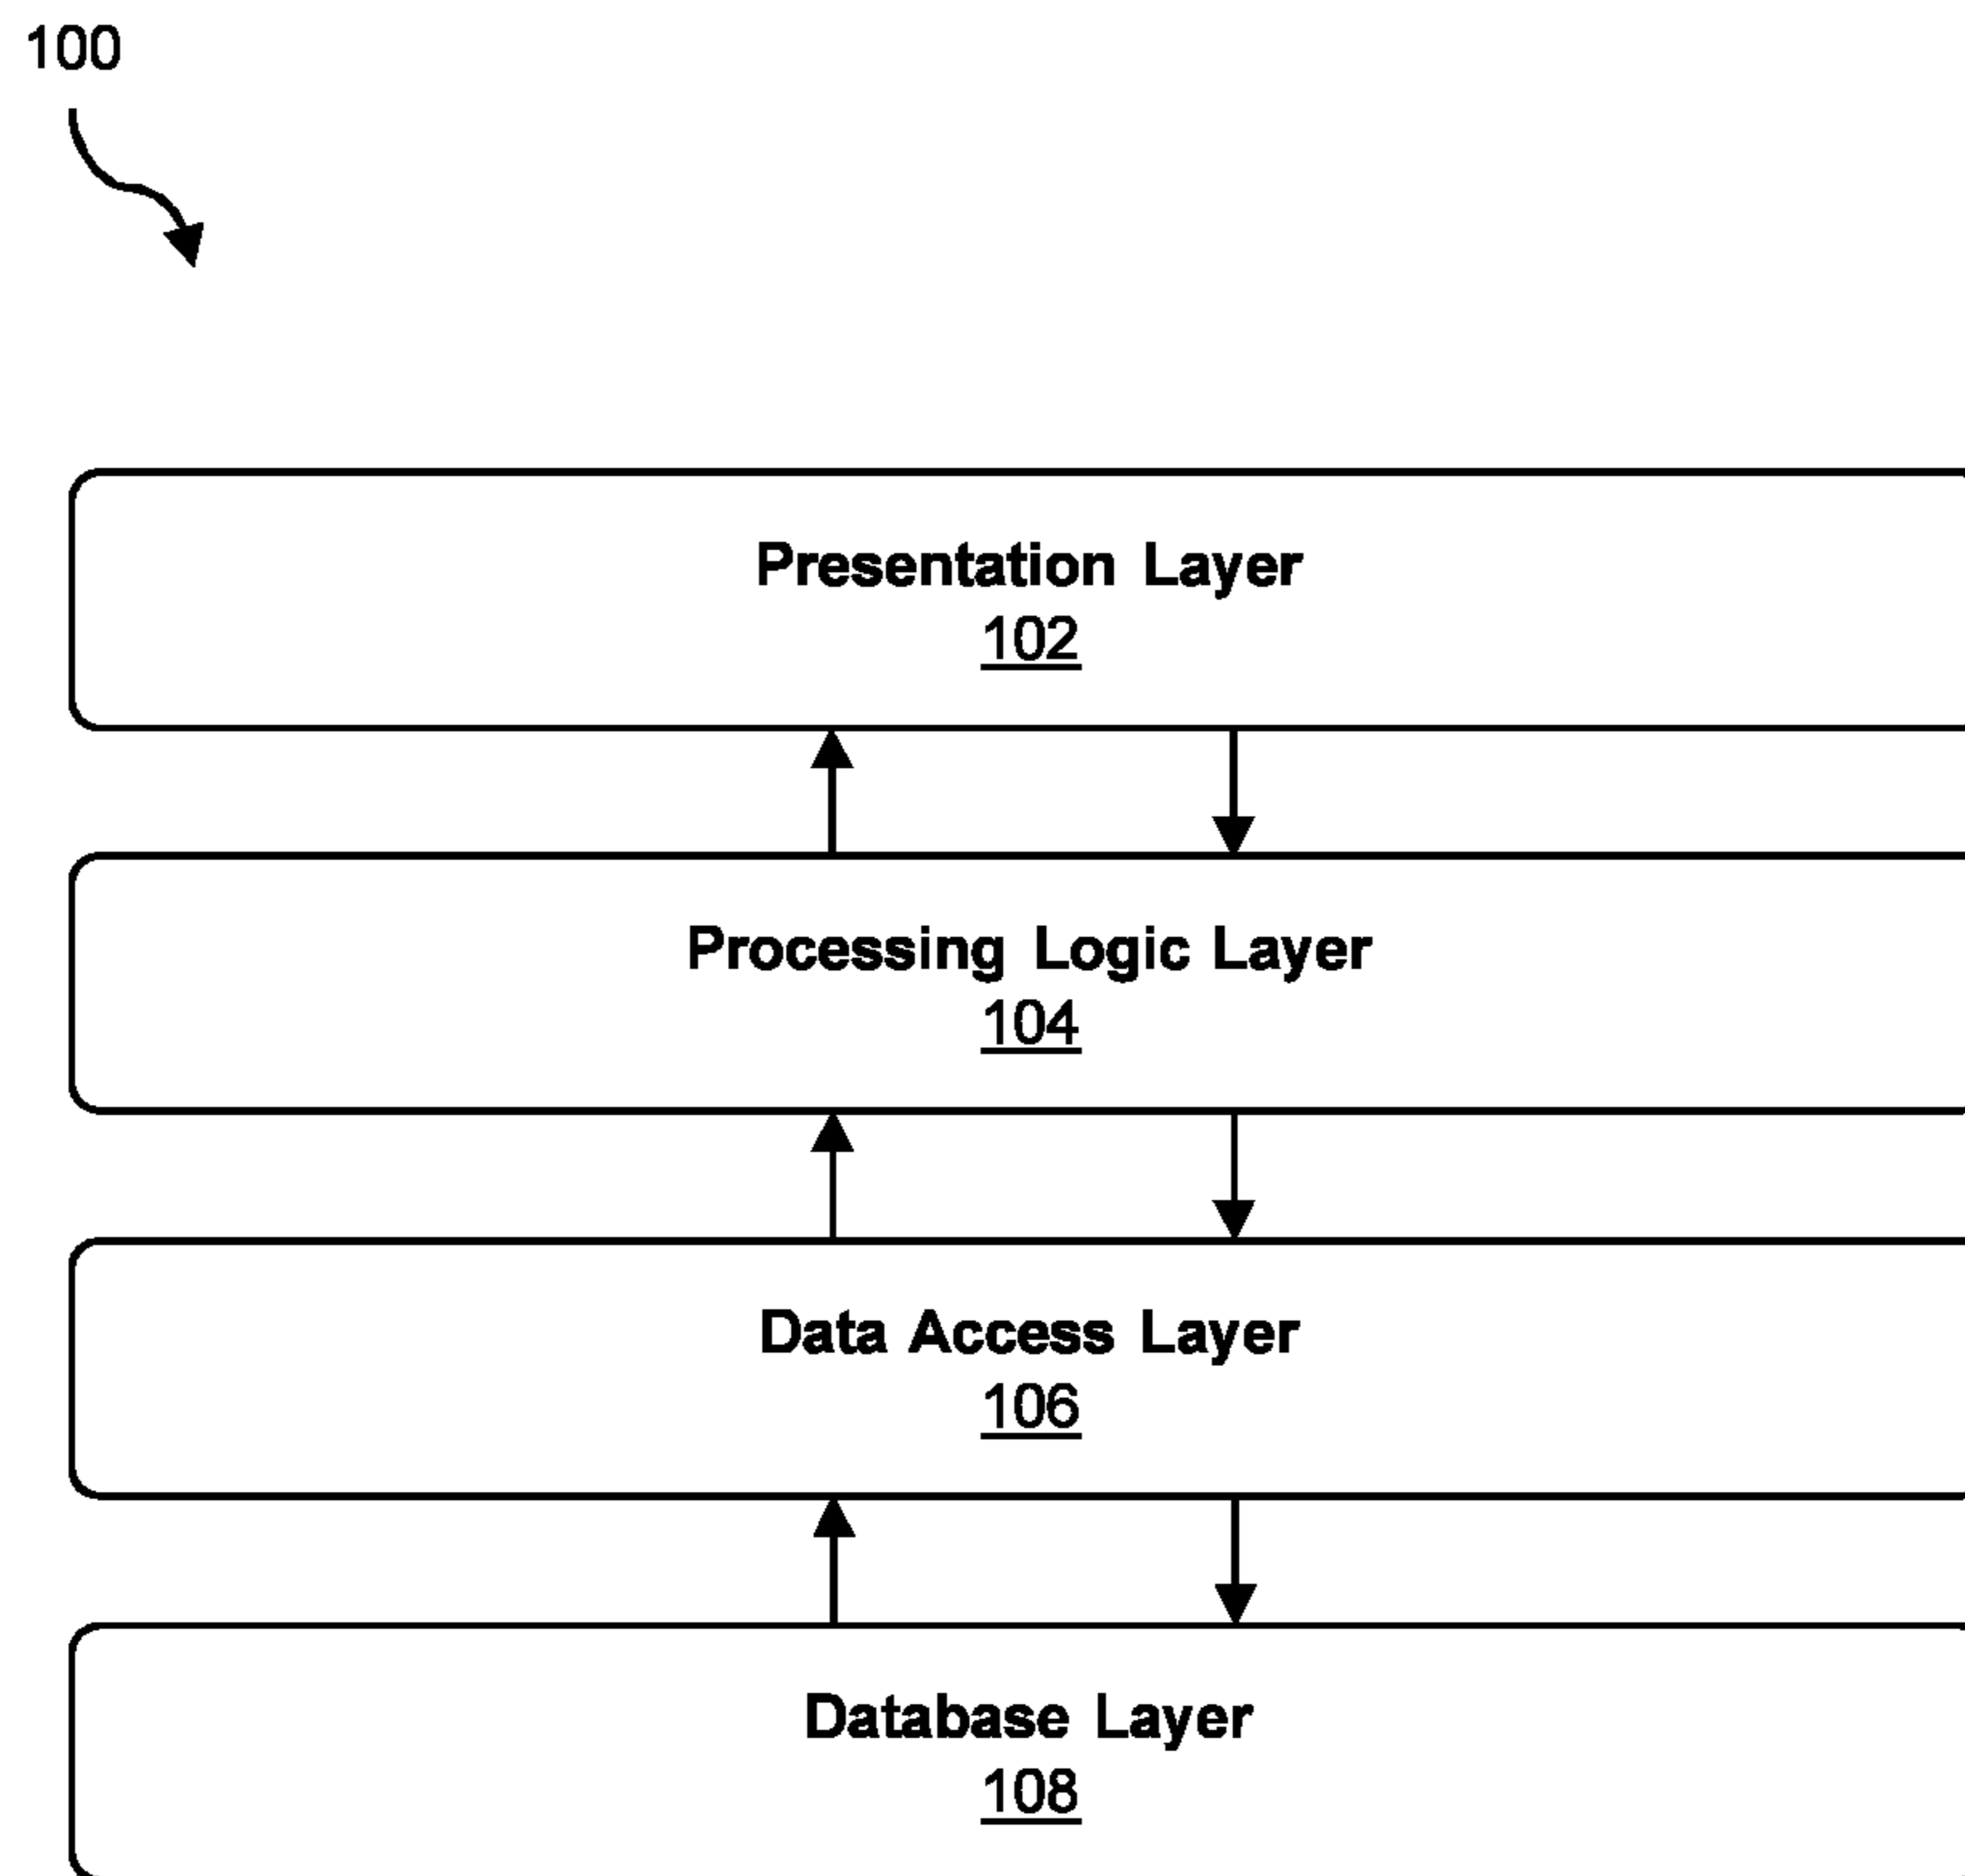 100
Presentation Layer
102
Processing Logic Layer
104
Data Access Layer
106
Database Layer
108